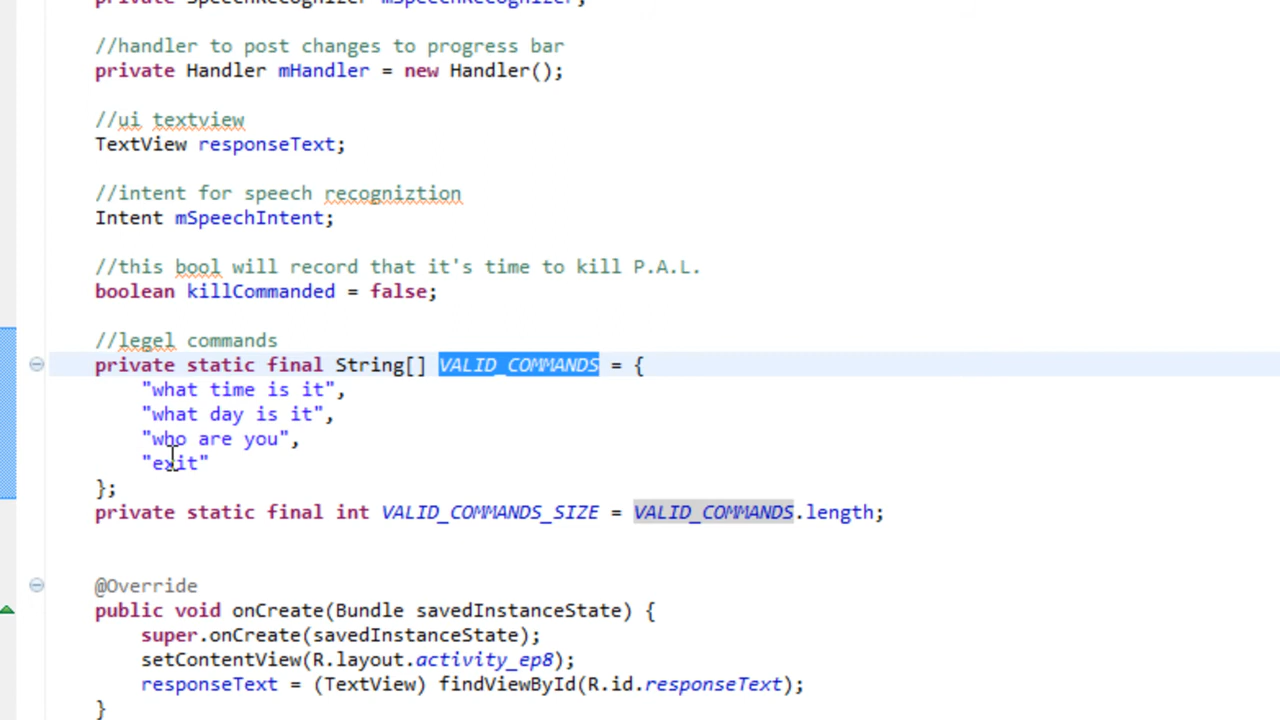 private SpeechRecognizer mSpeechRecognizer;
//handler to post changes to progress bar
private Handler mHandler = new Handler();
//ui textview
TextView responseText;
//intent for speech recogniztion
Intent mSpeechIntent;
//this bool will record that it's time to kill P.A.L.
boolean killCommanded = false;
//legel commands
private static final String[] VALID_COMMANDS = {
"what time is it",
"what day is it",
"who are you",
"exit"
};
private static final int VALID_COMMANDS_SIZE = VALID_COMMANDS.length;
@Override
public void onCreate(Bundle savedInstanceState) {
super.onCreate(savedInstanceState);
setContentView(R.layout.activity_ep8);
responseText = (TextView) findViewById(R.id.responseText);
}